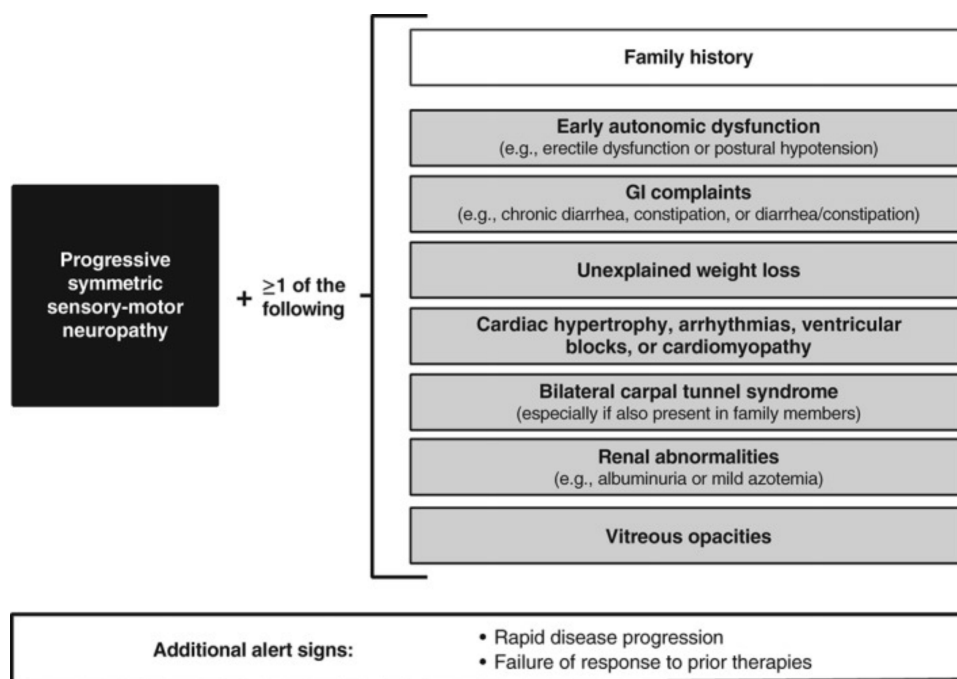 Family history
Early autonomic dysfunction
(e.g., erectile dysfunction or postural hypotension)
GI complaints
(e.g., chronic diarrhea, constipation, or diarrhea/constipation)
Progressive
symmetric
sensory-motor
neuropathy
+ ≥1 of the
following
Unexplained weight loss
Cardiac hypertrophy, arrhythmias, ventricular
blocks, or cardiomyopathy
Bilateral carpal tunnel syndrome
(especially if also present in family members)
Renal abnormalities
(e.g., albuminuria or mild azotemia)
Vitreous opacities
Additional alert signs:
• Rapid disease progression
• Failure of response to prior therapies